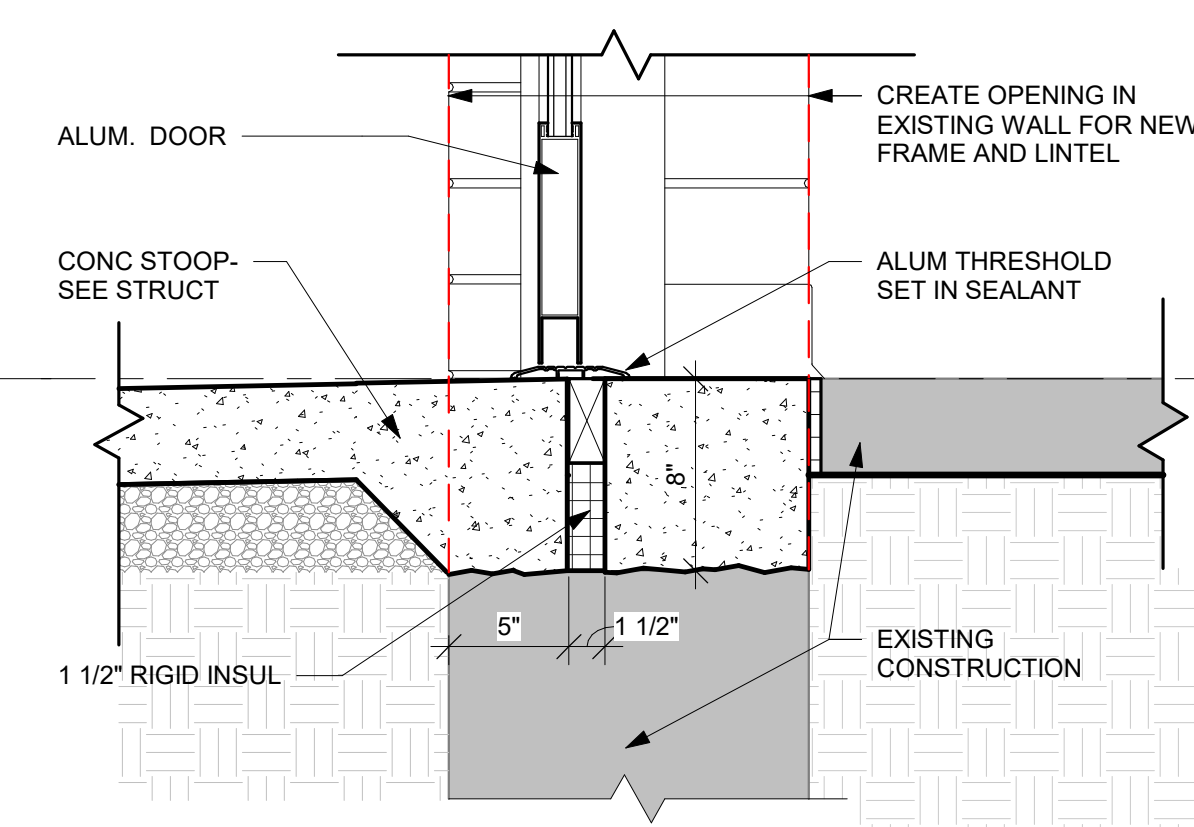 CREATE OPENING IN
EXISTING WALL FOR NEW
FRAME AND LINTEL
ALUM. DOOR
CONC STOOP-
SEE STRUCT
ALUM THRESHOLD
SET IN SEALANT
8"
5"
1 1/2"
1 1/2" RIGID INSUL
EXISTING
CONSTRUCTION